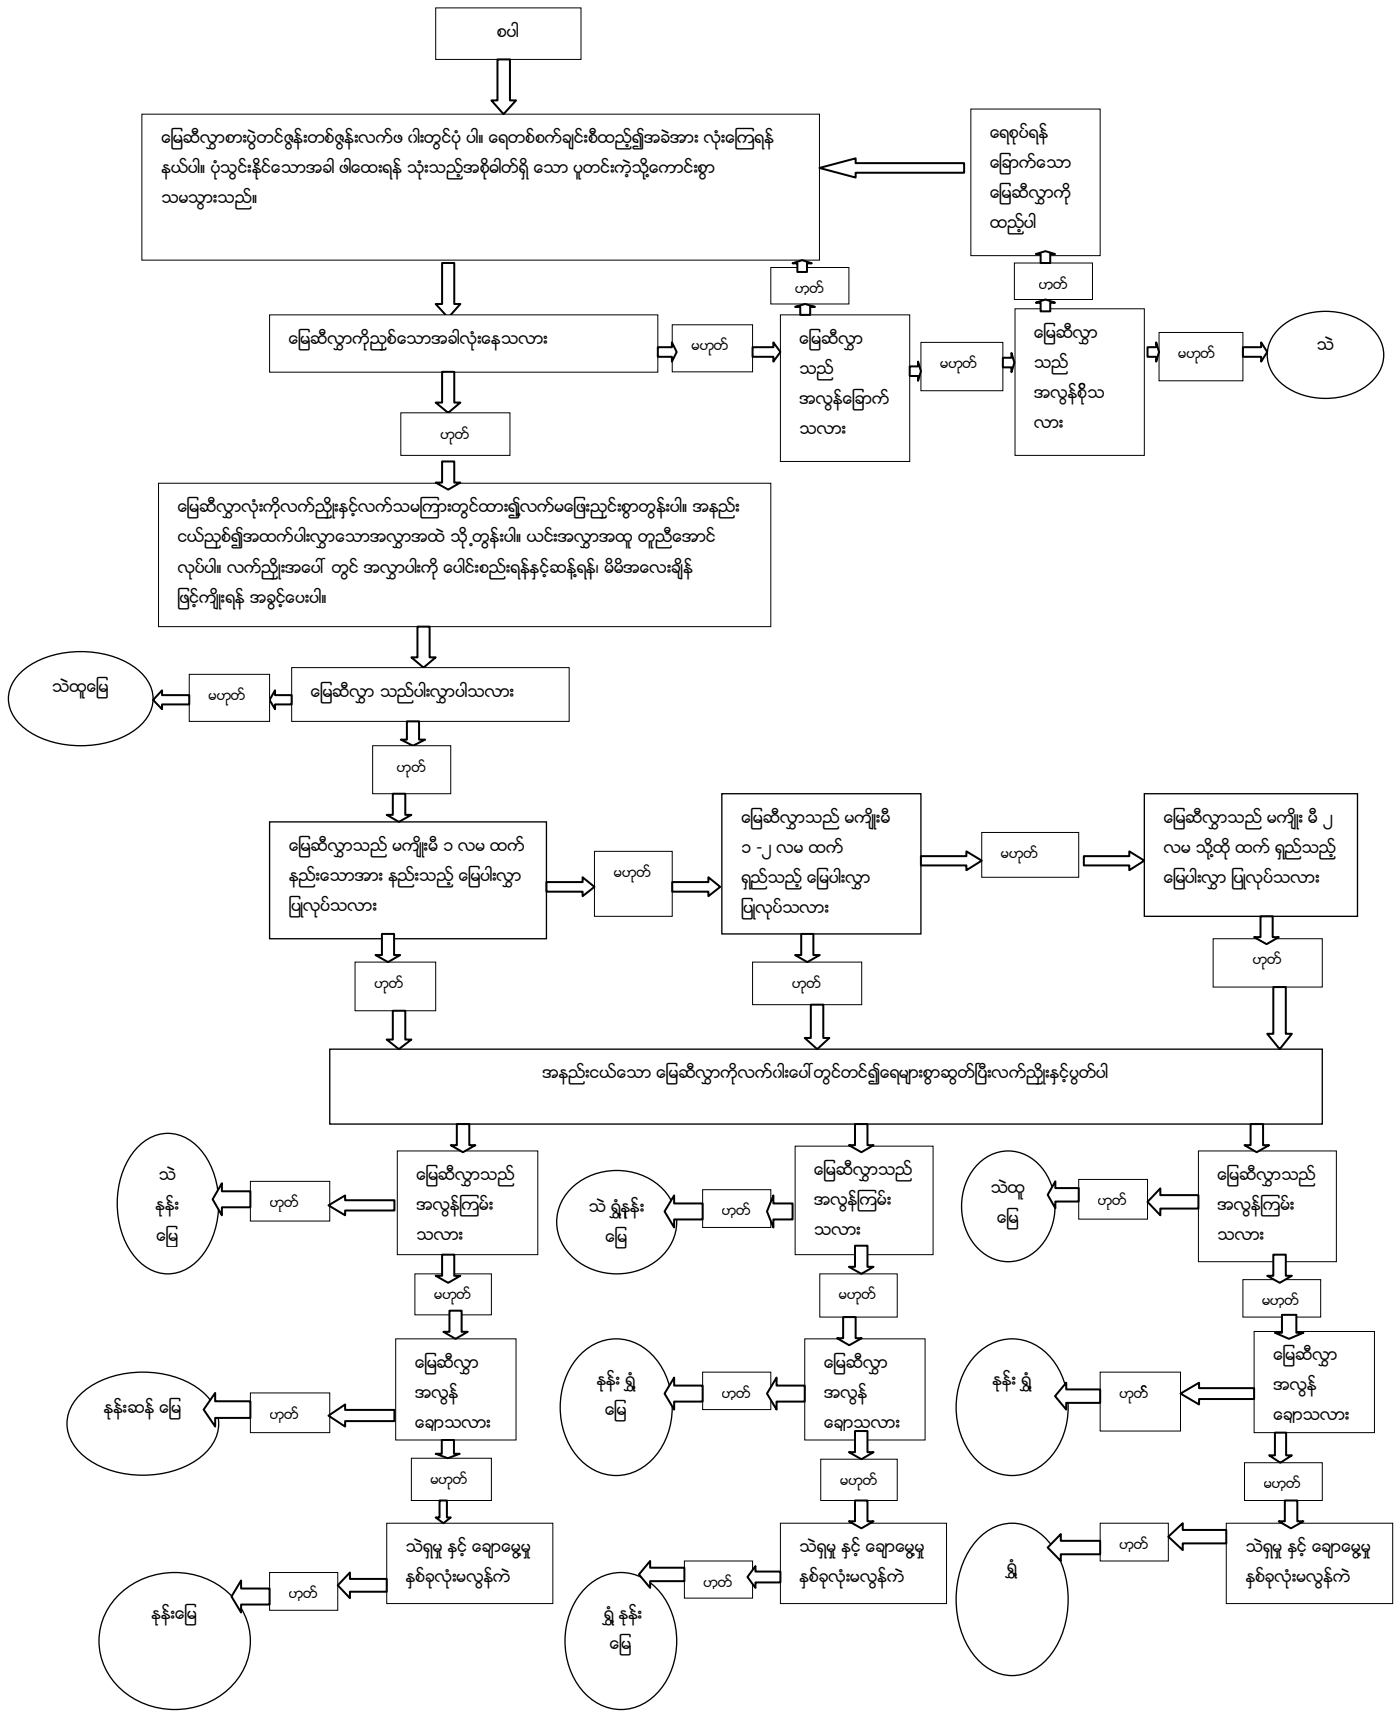 စပါ
မြေဆီလွှာစားပွဲတင်ဇွန်းတစ်ဇွန်းလက်ဖ ဝါးတွင်ပုံ ပါ။ ရေတစ်စက်ချင်းစီထည့်၍အခဲအား လုံးကြေရန်
နယ်ပါ။ ပုံသွင်းနိုင်သောအခါ ဖါထေးရန် သုံးသည့်အစိုဓါတ်ရှိ သော ပူတင်းကဲ့သို့ကောင်းစွာ
သမသွားသည်။
ရေစုပ်ရန်
ခြောက်သော
မြေဆီလွှာကို
ထည့်ပါ
ဟုတ်
ဟုတ်
မြေဆီလွှာကိုညှစ်သောအခါလုံးနေသလား
မဟုတ်
မြေဆီလွှာ
သည်
အလွန်ခြောက်
သလား
မဟုတ်
မြေဆီလွှာ
သည်
အလွန်စိုသ
လား
မဟုတ်
သဲ
ဟုတ်
မြေဆီလွှာလုံးကိုလက်ညှိုးနှင့်လက်သမကြားတွင်ထား၍လက်မဖြေးညှင်းစွာတွန်းပါ။ အနည်း
ငယ်ညှစ်၍အထက်ပါးလွှာသောအလွှာအထဲ သို့တွန်းပါ။ ယင်းအလွှာအထူ တူညီအောင်
လုပ်ပါ။ လက်ညှိုးအပေါ် တွင် အလွှာပါးကို ပေါင်းစည်းရန်နှင့်ဆန့်ရန်၊ မိမိအလေးချိန်
ဖြင့်ကျိုးရန် အခွင့်ပေးပါ။
သဲထူမြေ
မဟုတ်
မြေဆီလွှာ သည်ပါးလွှာပါသလား
ဟုတ်
မြေဆီလွှာသည် မကျိုးမီ ၁ လမ ထက်
နည်းသောအား နည်းသည့် မြေပါးလွှာ
ပြုလုပ်သလား
မဟုတ်
မြေဆီလွှာသည် မကျိုးမီ
၁ -၂ လမ ထက်
ရှည်သည့် မြေပါးလွှာ
ပြုလုပ်သလား
မဟုတ်
မြေဆီလွှာသည် မကျိုး မီ ၂
လမ သို့ထို ထက် ရှည်သည့်
မြေပါးလွှာ ပြုလုပ်သလား
ဟုတ်
ဟုတ်
ဟုတ်
အနည်းငယ်သော မြေဆီလွှာကိုလက်ဝါးပေါ်တွင်တင်၍ရေများစွာဆွတ်ပြီးလက်ညှိုးနှင့်ပွတ်ပါ
သဲ
နုန်း
မြေ
ဟုတ်
မြေဆီလွှာသည်
အလွန်ကြမ်း
သလား
သဲ ရွှံ့နုန်း
မြေ
ဟုတ်
မြေဆီလွှာသည်
အလွန်ကြမ်း
သလား
သဲထူ
မြေ
ဟုတ်
မြေဆီလွှာသည်
အလွန်ကြမ်း
သလား
မဟုတ်
မဟုတ်
မဟုတ်
နုန်းဆန် မြေ
ဟုတ်
မြေဆီလွှာ
အလွန်
ချောသလား
နုန်း ရွှံ့
မြေ
ဟုတ်
မြေဆီလွှာ
အလွန်
ချောသလား
နုန်း ရွှံ့
ဟုတ်
မြေဆီလွှာ
အလွန်
ချောသလား
မဟုတ်
မဟုတ်
မဟုတ်
နုန်းမြေ
ဟုတ်
သဲရှမှု နှင့် ချောမွေ့မှု
နှစ်ခုလုံးမလွန်ကဲ
ရွှံ့ နုန်း
မြေ
ဟုတ်
သဲရှမှု နှင့် ချောမွေ့မှု
နှစ်ခုလုံးမလွန်ကဲ
ရွှံ့
ဟုတ်
သဲရှမှု နှင့် ချောမွေ့မှု
နှစ်ခုလုံးမလွန်ကဲ